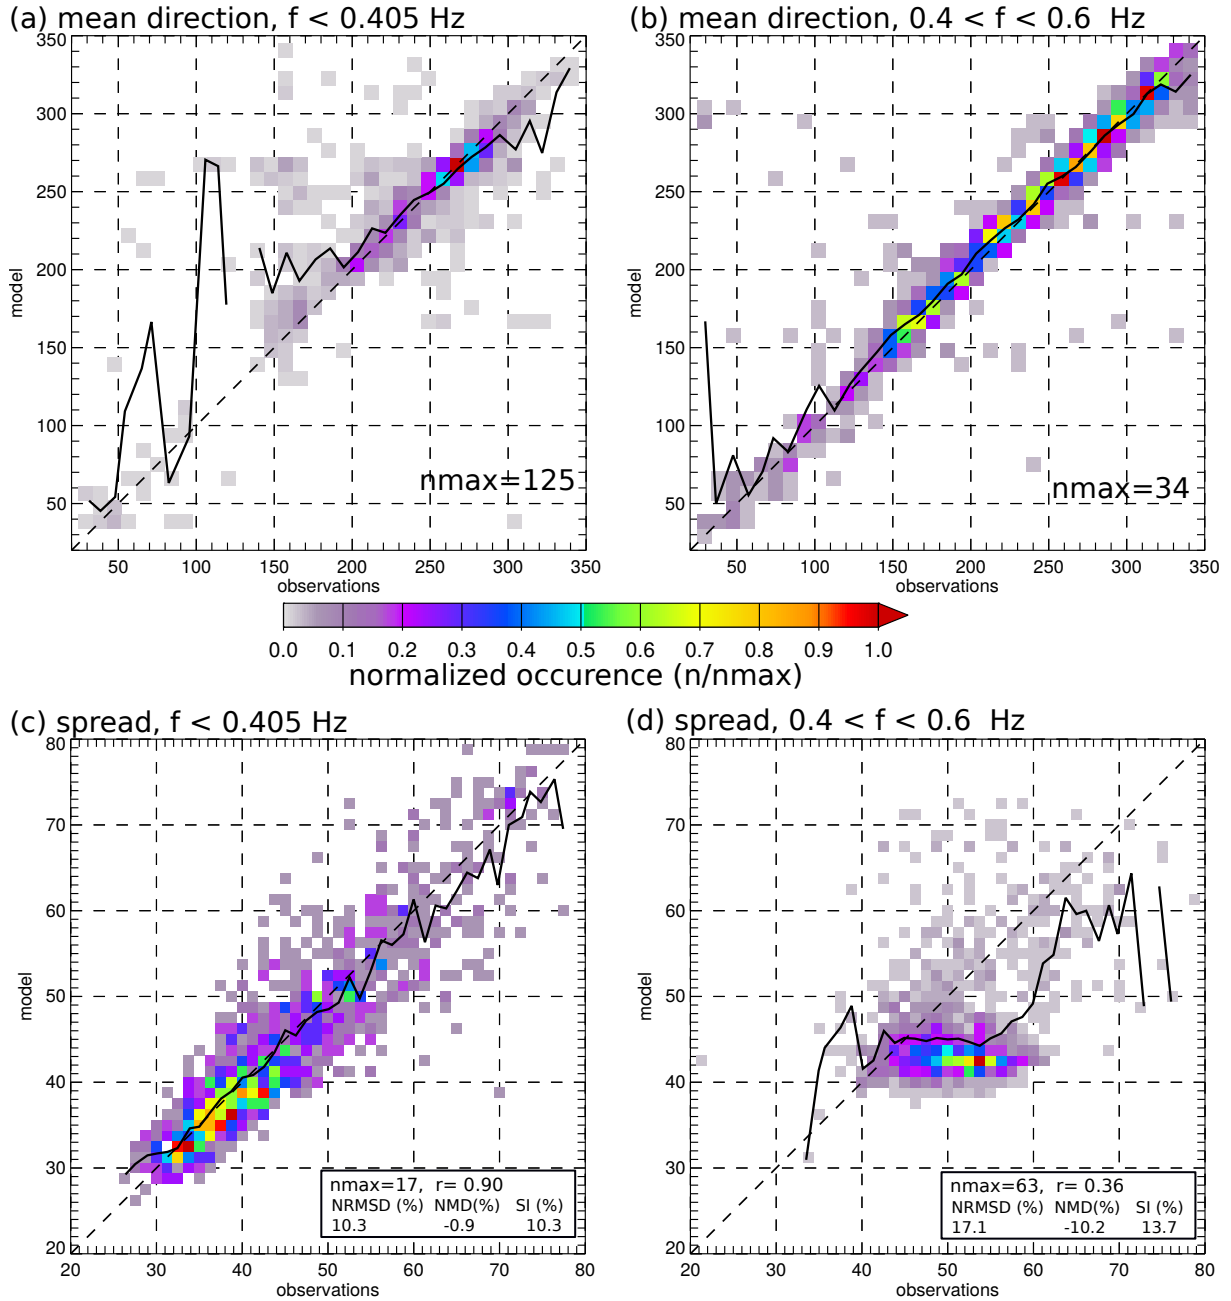 (a) mean direction, f < 0.405 Hz
(b) mean direction, 0.4 < f < 0.6 Hz
350
300
250
200
150
100
50
model
nmax=125
50 100 150 200 250 300 350
observations
350
300
250
200
150
100
50
model
nmax=34
50 100 150 200 250 300 350
observations
0.0 0.1 0.2 0.3 0.4 0.5 0.6 0.7 0.8 0.9 1.0
normalized occurence (n/nmax)
(c) spread, f < 0.405 Hz
(d) spread, 0.4 < f < 0.6 Hz
80
70
60
50
40
30
20
model
nmax=17, r= 0.90
NRMSD (%) NMD(%) SI (%)
10.3 -0.9 10.3
20 30 40 50 60 70 80
observations
80
70
60
50
40
30
20
model
nmax=63, r= 0.36
NRMSD (%) NMD(%) SI (%)
17.1 -10.2 13.7
20 30 40 50 60 70 80
observations